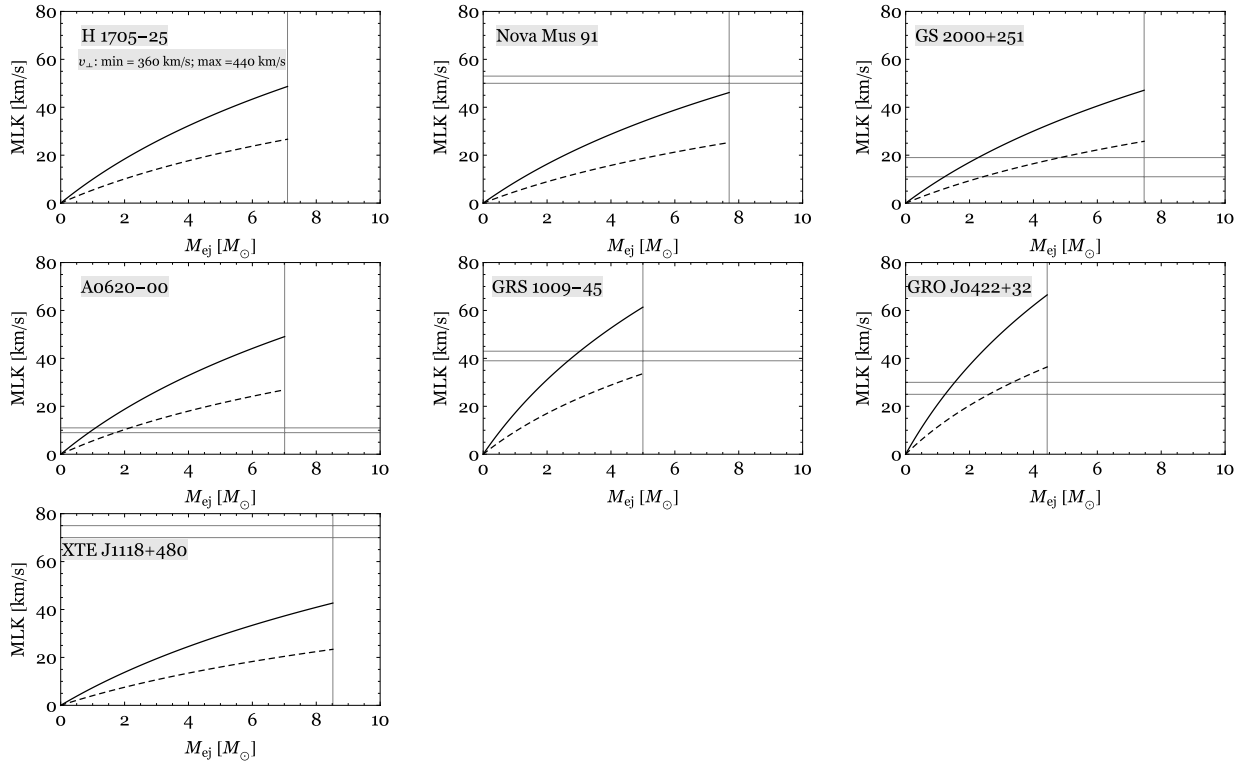 H 1705−25
v⊥: min = 360 km/s; max =440 km/s
MLK [km/s]
80
60
40
20
0
0 2 4 6 8 10
Mej [M⊙]
Nova Mus 91
MLK [km/s]
80
60
40
20
0
0 2 4 6 8 10
Mej [M⊙]
GS 2000+251
MLK [km/s]
80
60
40
20
0
0 2 4 6 8 10
Mej [M⊙]
A0620−00
MLK [km/s]
80
60
40
20
0
0 2 4 6 8 10
Mej [M⊙]
GRS 1009−45
MLK [km/s]
80
60
40
20
0
0 2 4 6 8 10
Mej [M⊙]
GRO J0422+32
MLK [km/s]
80
60
40
20
0
0 2 4 6 8 10
Mej [M⊙]
XTE J1118+480
MLK [km/s]
80
60
40
20
0
0 2 4 6 8 10
Mej [M⊙]